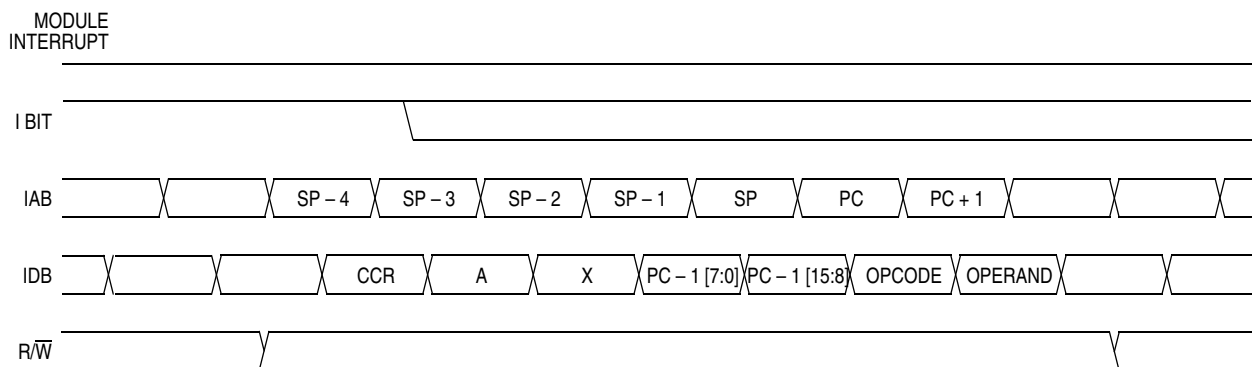 MODULE
INTERRUPT
I BIT
IAB SP – 4 SP – 3 SP – 2 SP – 1 SP PC PC + 1
IDB CCR A X PC – 1 [7:0] PC – 1 [15:8] OPCODE OPERAND
R/W̅